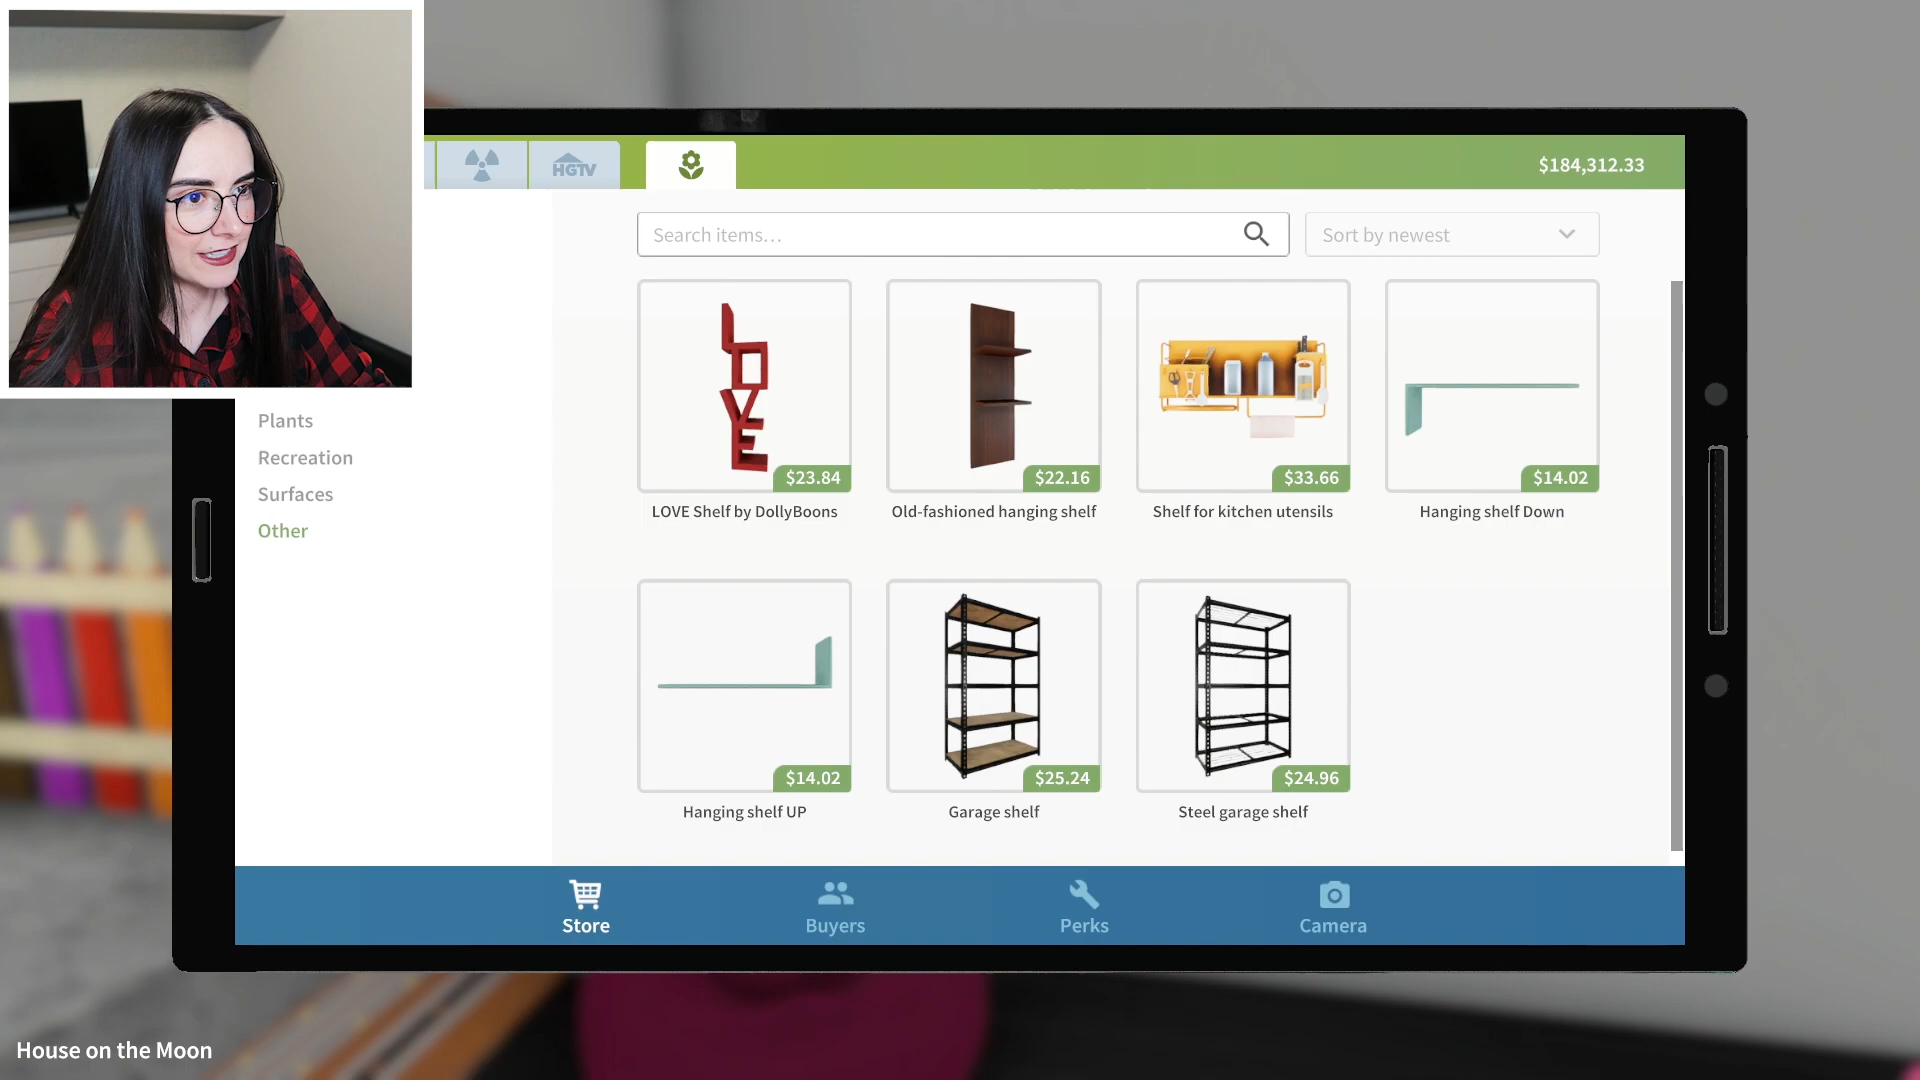 HGTV
$184,312.33
Search items...
Sort by newest
Plants
Recreation
Surfaces
Other
$23.84
$22.16
$33.66
$14.02
LOVE Shelf by DollyBoons
Old-fashioned hanging shelf
Shelf for kitchen utensils
Hanging shelf Down
$14.02
$25.24
$24.96
Hanging shelf UP
Garage shelf
Steel garage shelf
Store
Buyers
Perks
Camera
House on the Moon
LOVE